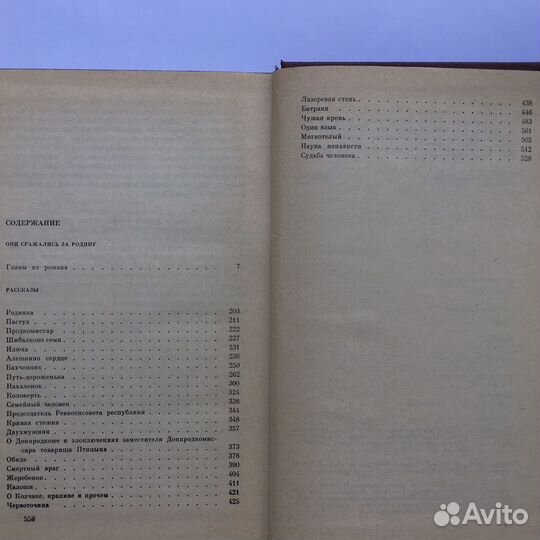 СОДЕРЖАНИЕ
ОНИ СРАЖАЛИСЬ ЗА РОДИНУ
Главы из романа . . . . . . . . . . 7
РАССКАЗЫ
Родинка . . . . . . . . . . 203
Пастух . . . . . . . . . . 211
Продкомиссар . . . . . . . . . . 222
Шибалково семя . . . . . . . . . . 227
Илюха . . . . . . . . . . 231
Алешкино сердце . . . . . . . . . . 236
Бахчевник . . . . . . . . . . 250
Путь-дороженька . . . . . . . . . . 262
Нахаленок . . . . . . . . . . 300
Коловерть . . . . . . . . . . 324
Семейный человек . . . . . . . . . . 338
Председатель Реввоенсовета республики . . . . . . . . . . 344
Кривая стежка . . . . . . . . . . 348
Двухмужняя . . . . . . . . . . 357
О Донпродкоме и злоключениях заместителя Донпродкомис-
сара товарища Птицына . . . . . . . . . . 373
Обида . . . . . . . . . . 378
Смертный враг . . . . . . . . . . 390
Жеребенок . . . . . . . . . . 404
Калоши . . . . . . . . . . 411
О Колчаке, крапиве и прочем . . . . . . . . . . 421
Червоточина . . . . . . . . . . 425
558
Лазоревая степь . . . . . . . . . . 438
Батраки . . . . . . . . . . 446
Чужая кровь . . . . . . . . . . 483
Один язык . . . . . . . . . . 501
Мягкотелый . . . . . . . . . . 505
Наука ненависти . . . . . . . . . . 512
Судьба человека . . . . . . . . . . 528
Avito